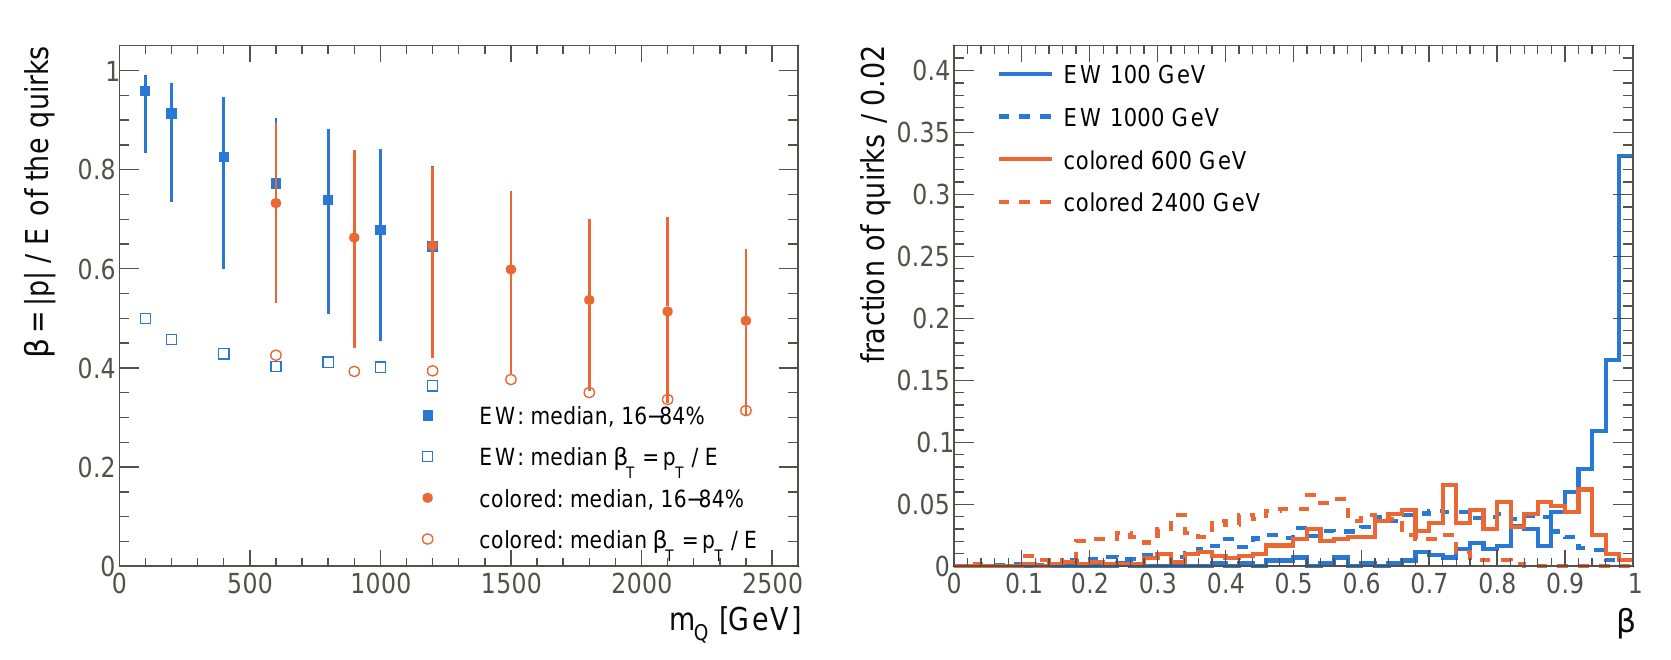 β = |p| / E of the quirks
1
0.8
0.6
0.4
0.2
0
0 500 1000 1500 2000 2500
m_Q [GeV]
EW: median, 16–84%
EW: median β_T = p_T / E
colored: median, 16–84%
colored: median β_T = p_T / E
fraction of quirks / 0.02
0.4
0.35
0.3
0.25
0.2
0.15
0.1
0.05
0
0 0.1 0.2 0.3 0.4 0.5 0.6 0.7 0.8 0.9 1
β
EW 100 GeV
EW 1000 GeV
colored 600 GeV
colored 2400 GeV